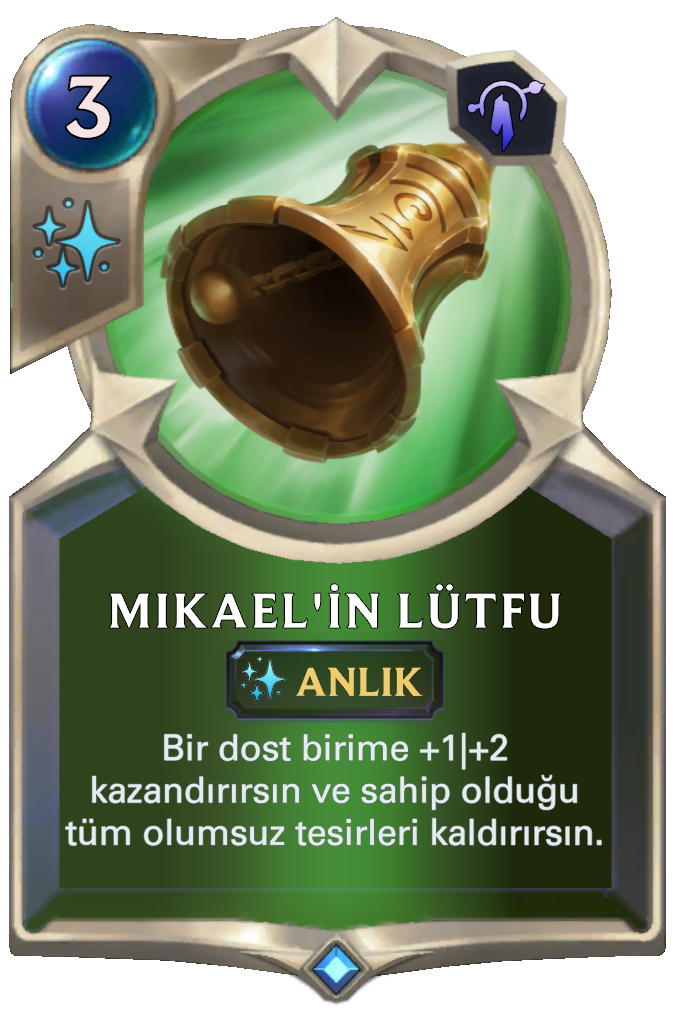 3
MIKAEL'İN LÜTFU
ANLIK
Bir dost birime +1|+2
kazandırırsın ve sahip olduğu
tüm olumsuz tesirleri kaldırırsın.